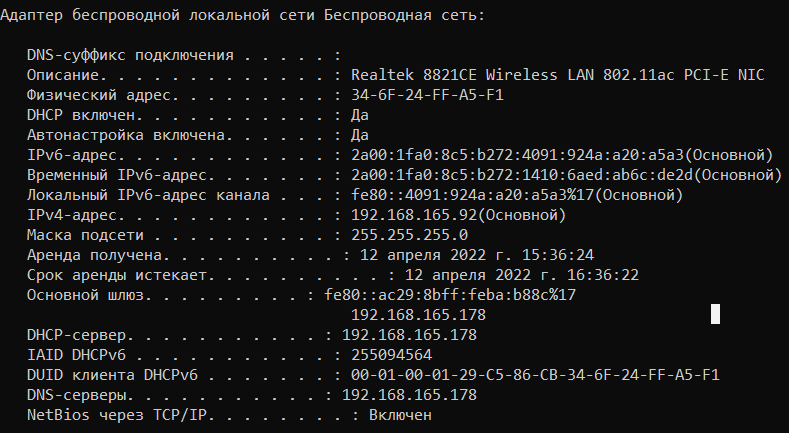 Адаптер беспроводной локальной сети Беспроводная сеть:
DNS-суффикс подключения . . . . . :
Описание. . . . . . . . . . . . . : Realtek 8821CE Wireless LAN 802.11ac PCI-E NIC
Физический адрес. . . . . . . . . : 34-6F-24-FF-A5-F1
DHCP включен. . . . . . . . . . . : Да
Автонастройка включена. . . . . . : Да
IPv6-адрес. . . . . . . . . . . . : 2a00:1fa0:8c5:b272:4091:924a:a20:a5a3(Основной)
Временный IPv6-адрес. . . . . . . : 2a00:1fa0:8c5:b272:1410:6aed:ab6c:de2d(Основной)
Локальный IPv6-адрес канала . . . : fe80::4091:924a:a20:a5a3%17(Основной)
IPv4-адрес. . . . . . . . . . . . : 192.168.165.92(Основной)
Маска подсети . . . . . . . . . . : 255.255.255.0
Аренда получена. . . . . . . . . . : 12 апреля 2022 г. 15:36:24
Срок аренды истекает. . . . . . . . . . : 12 апреля 2022 г. 16:36:22
Основной шлюз. . . . . . . . . : fe80::ac29:8bff:feba:b88c%17
192.168.165.178
DHCP-сервер. . . . . . . . . . . : 192.168.165.178
IAID DHCPv6 . . . . . . . . . . . : 255094564
DUID клиента DHCPv6 . . . . . . . : 00-01-00-01-29-C5-86-CB-34-6F-24-FF-A5-F1
DNS-серверы. . . . . . . . . . . : 192.168.165.178
NetBios через TCP/IP. . . . . . . . : Включен